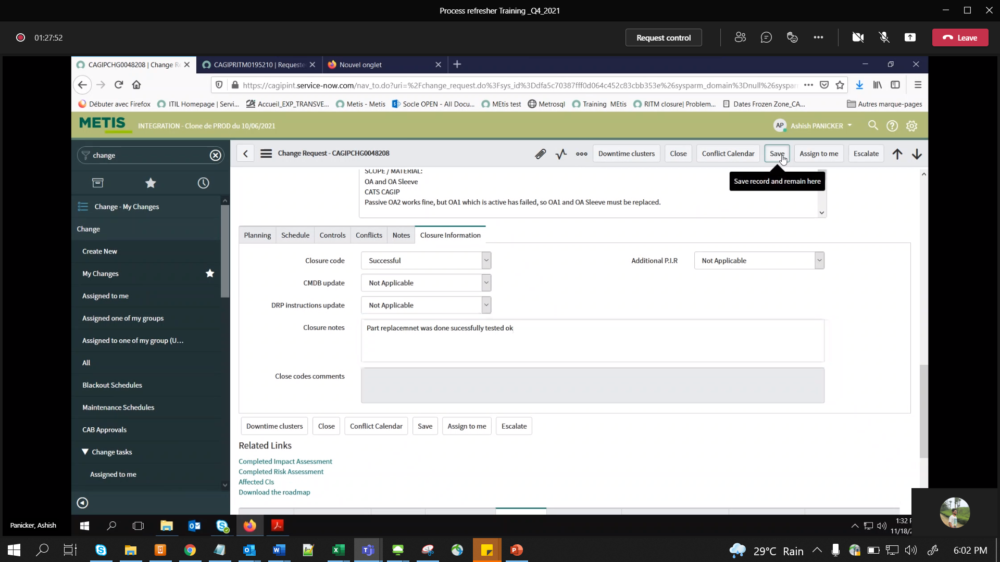 Process refresher Training _Q4_2021
01:27:52
Request control
Leave
CAGIPCHG0048208 | Change Re
CAGIPRITM0195210 | Requeste
Nouvel onglet
https://cagipint.service-now.com/nav_to.do?uri=%2Fchange_request.do%3Fsys_id%3Ddfa5c70387fff0d064c452c83cbb353e%26sysparm_domain%3Dnull%26syspar
Débuter avec Firefox
ITIL Homepage | Servi...
Accueil_EXP_TRANSVE...
Metis - Metis
Socle OPEN - All Docu...
MEtis test
Metrosql
Training MEtis
RITM closure| Problem...
Dates Frozen Zone_CA...
Autres marque-pages
METIS
INTEGRATION - Clone de PROD du 10/06/2021
AP
Ashish PANICKER
change
Change Request - CAGIPCHG0048208
Downtime clusters
Close
Conflict Calendar
Save
Assign to me
Escalate
Save record and remain here
SCOPE / MATERIAL:
OA and OA Sleeve
CATS CAGIP
Passive OA2 works fine, but OA1 which is active has failed, so OA1 and OA Sleeve must be replaced.
Change - My Changes
Change
Create New
My Changes
Assigned to me
Assigned one of my groups
Assigned to one of my group (U...
All
Blackout Schedules
Maintenance Schedules
CAB Approvals
Change tasks
Assigned to me
Planning
Schedule
Controls
Conflicts
Notes
Closure Information
Closure code
Successful
Additional P.I.R
Not Applicable
CMDB update
Not Applicable
DRP instructions update
Not Applicable
Closure notes
Part replacemnet was done sucessfully tested ok
Close codes comments
Downtime clusters
Close
Conflict Calendar
Save
Assign to me
Escalate
Related Links
Completed Impact Assessment
Completed Risk Assessment
Affected CIs
Download the roadmap
Panicker, Ashish
1:32 P
11/18/2
29°C Rain
6:02 PM